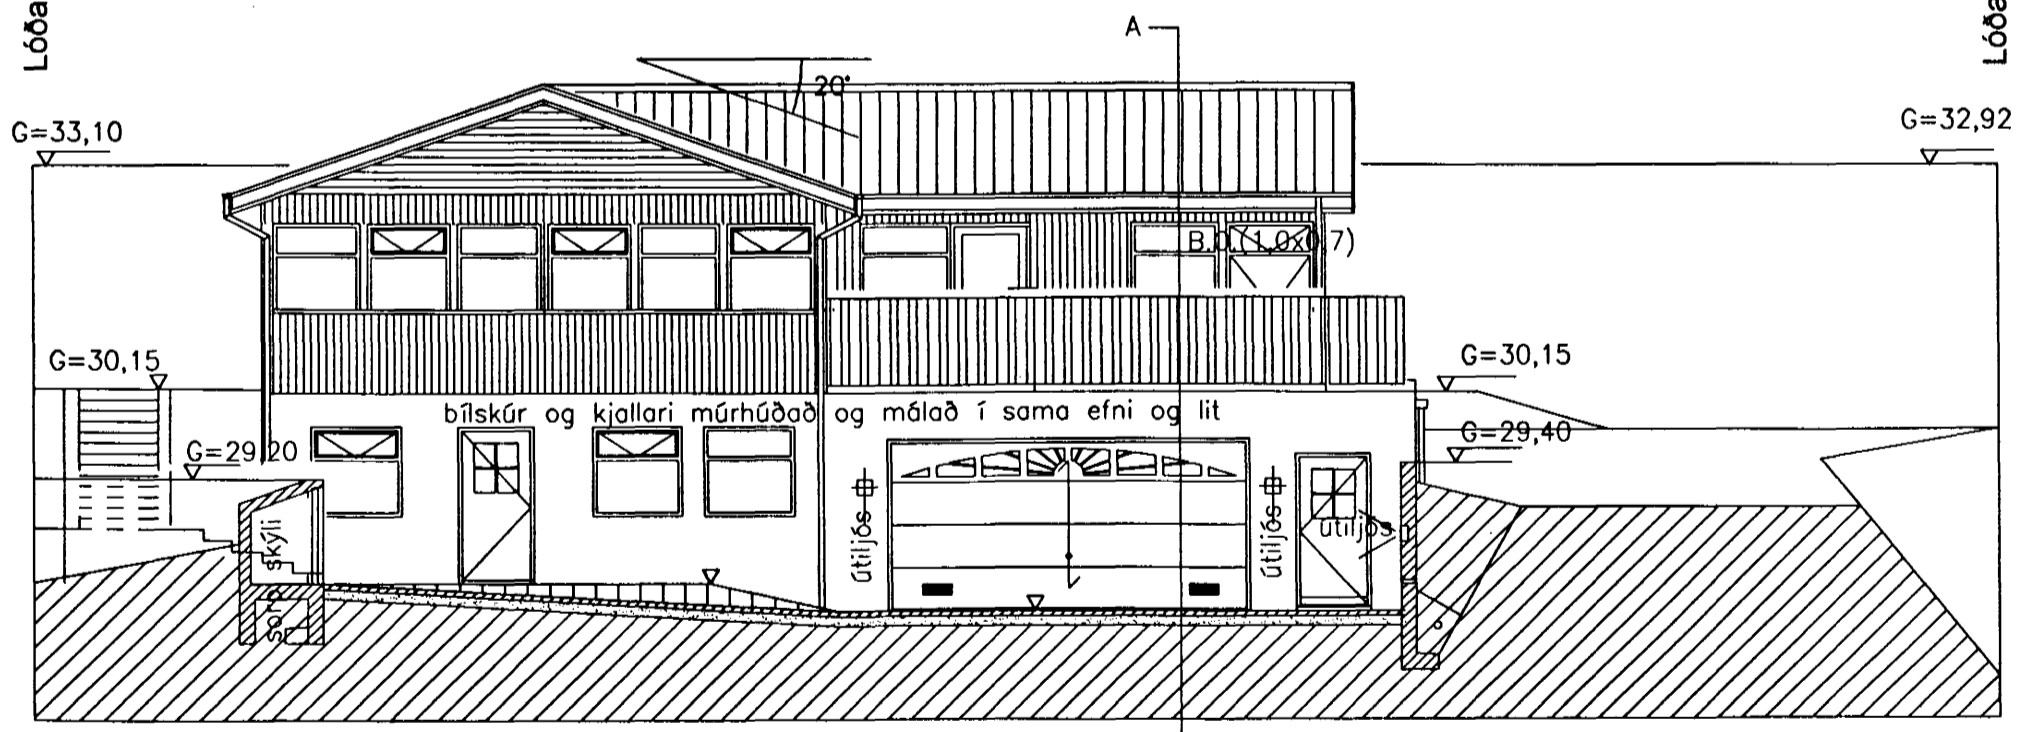 Lóða
Lóða
A
20°
G=33,10
G=32,92
B.O.(1,0x0,7)
G=30,15
G=30,15
bílskúr og kjallari múrhúðað og málað í sama efni og lit
G=29,20
G=29,40
útiljós
útiljós
útiljós
sorp skýli